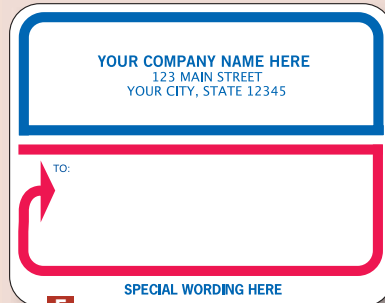 YOUR COMPANY NAME HERE
123 MAIN STREET
YOUR CITY, STATE 12345
TO:
SPECIAL WORDING HERE